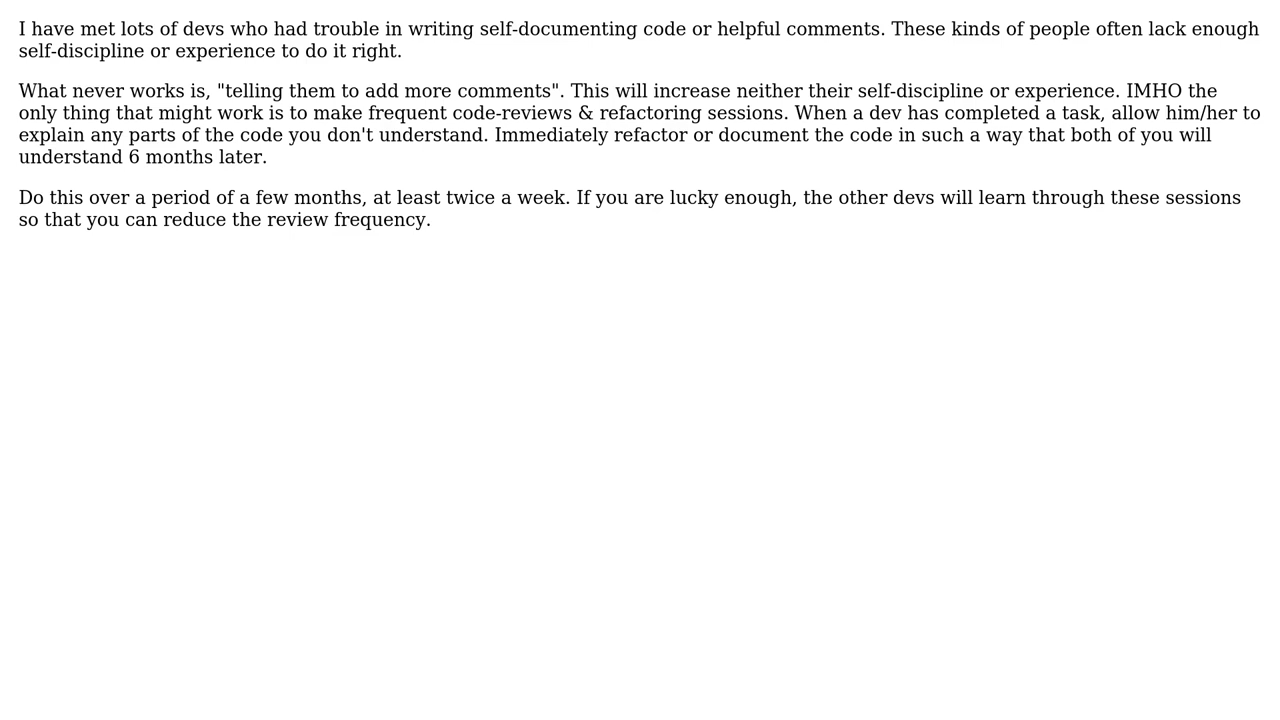 I have met lots of devs who had trouble in writing self-documenting code or helpful comments. These kinds of people often lack enough
self-discipline or experience to do it right.
What never works is, "telling them to add more comments". This will increase neither their self-discipline or experience. IMHO the
only thing that might work is to make frequent code-reviews & refactoring sessions. When a dev has completed a task, allow him/her to
explain any parts of the code you don't understand. Immediately refactor or document the code in such a way that both of you will
understand 6 months later.
Do this over a period of a few months, at least twice a week. If you are lucky enough, the other devs will learn through these sessions
so that you can reduce the review frequency.